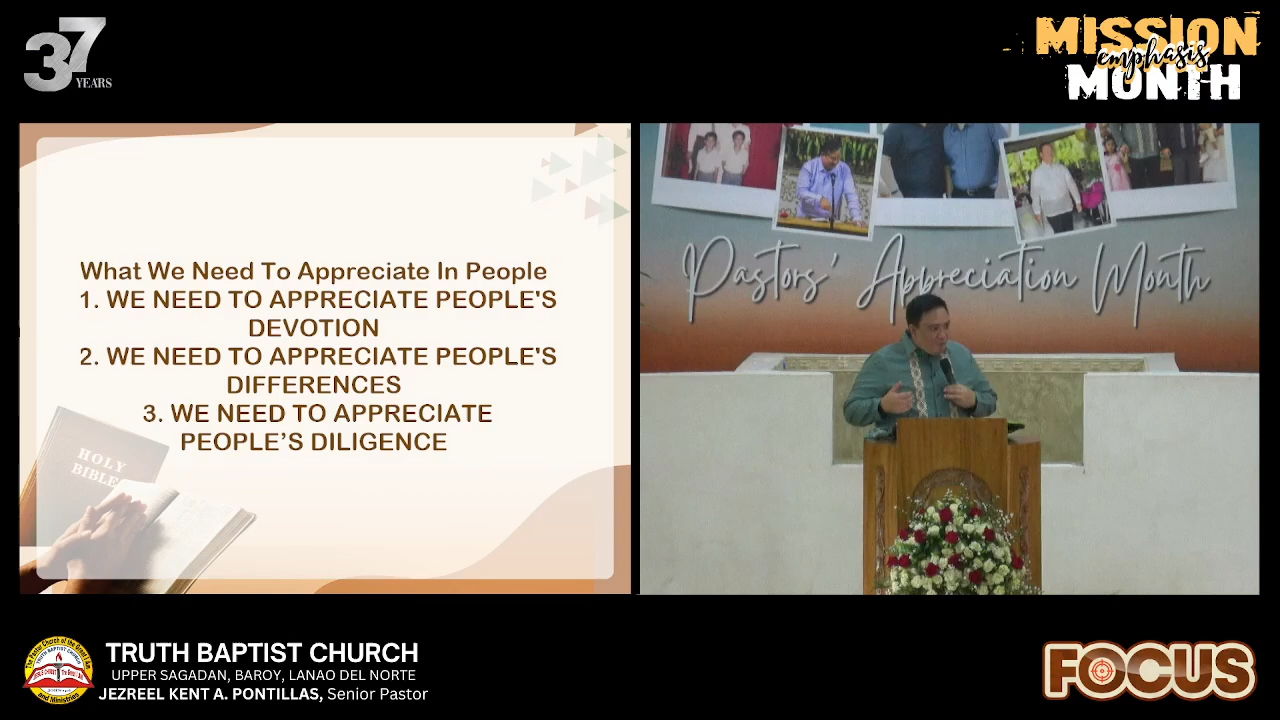 37
YEARS
MISSION
emphasis
MONTH
What We Need To Appreciate In People
1. WE NEED TO APPRECIATE PEOPLE'S
DEVOTION
2. WE NEED TO APPRECIATE PEOPLE'S
DIFFERENCES
3. WE NEED TO APPRECIATE
PEOPLE’S DILIGENCE
HOLY
BIBLE
Pastors' Appreciation Month
TRUTH BAPTIST CHURCH
UPPER SAGADAN, BAROY, LANAO DEL NORTE
JEZREEL KENT A. PONTILLAS, Senior Pastor
FOCUS